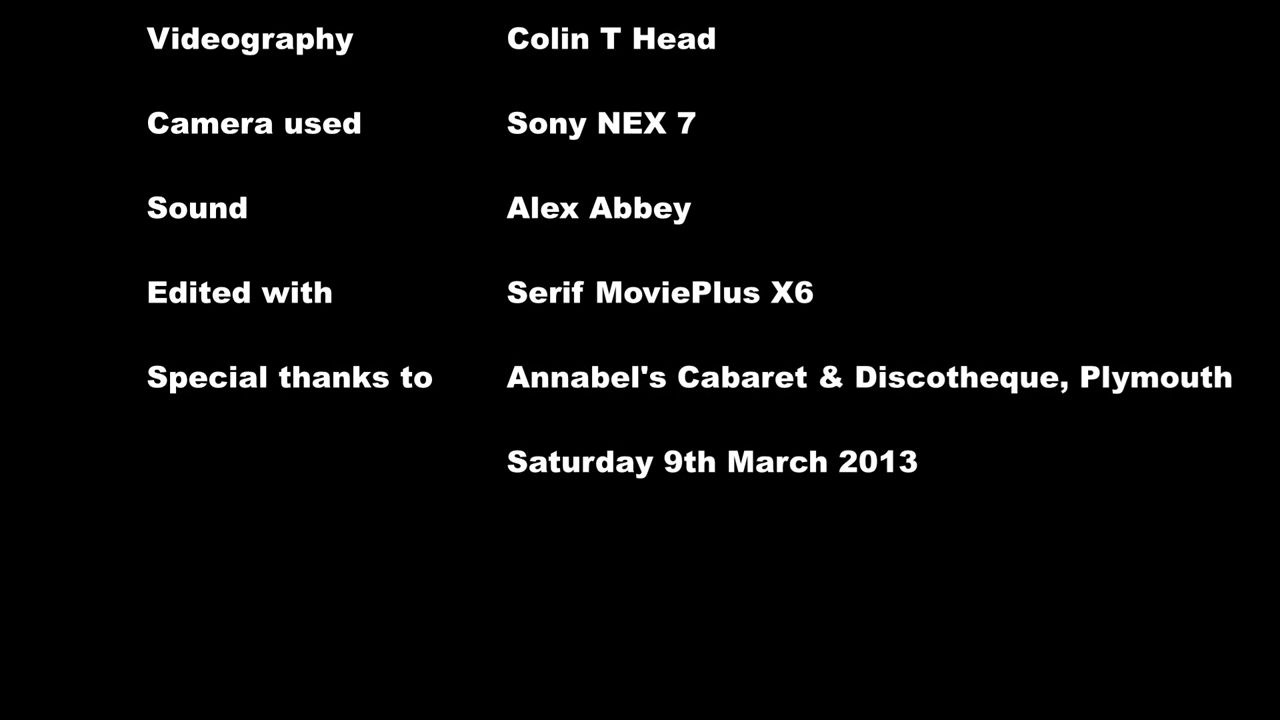 Videography Colin T Head
Camera used Sony NEX 7
Sound Alex Abbey
Edited with Serif MoviePlus X6
Special thanks to Annabel's Cabaret & Discotheque, Plymouth
Saturday 9th March 2013